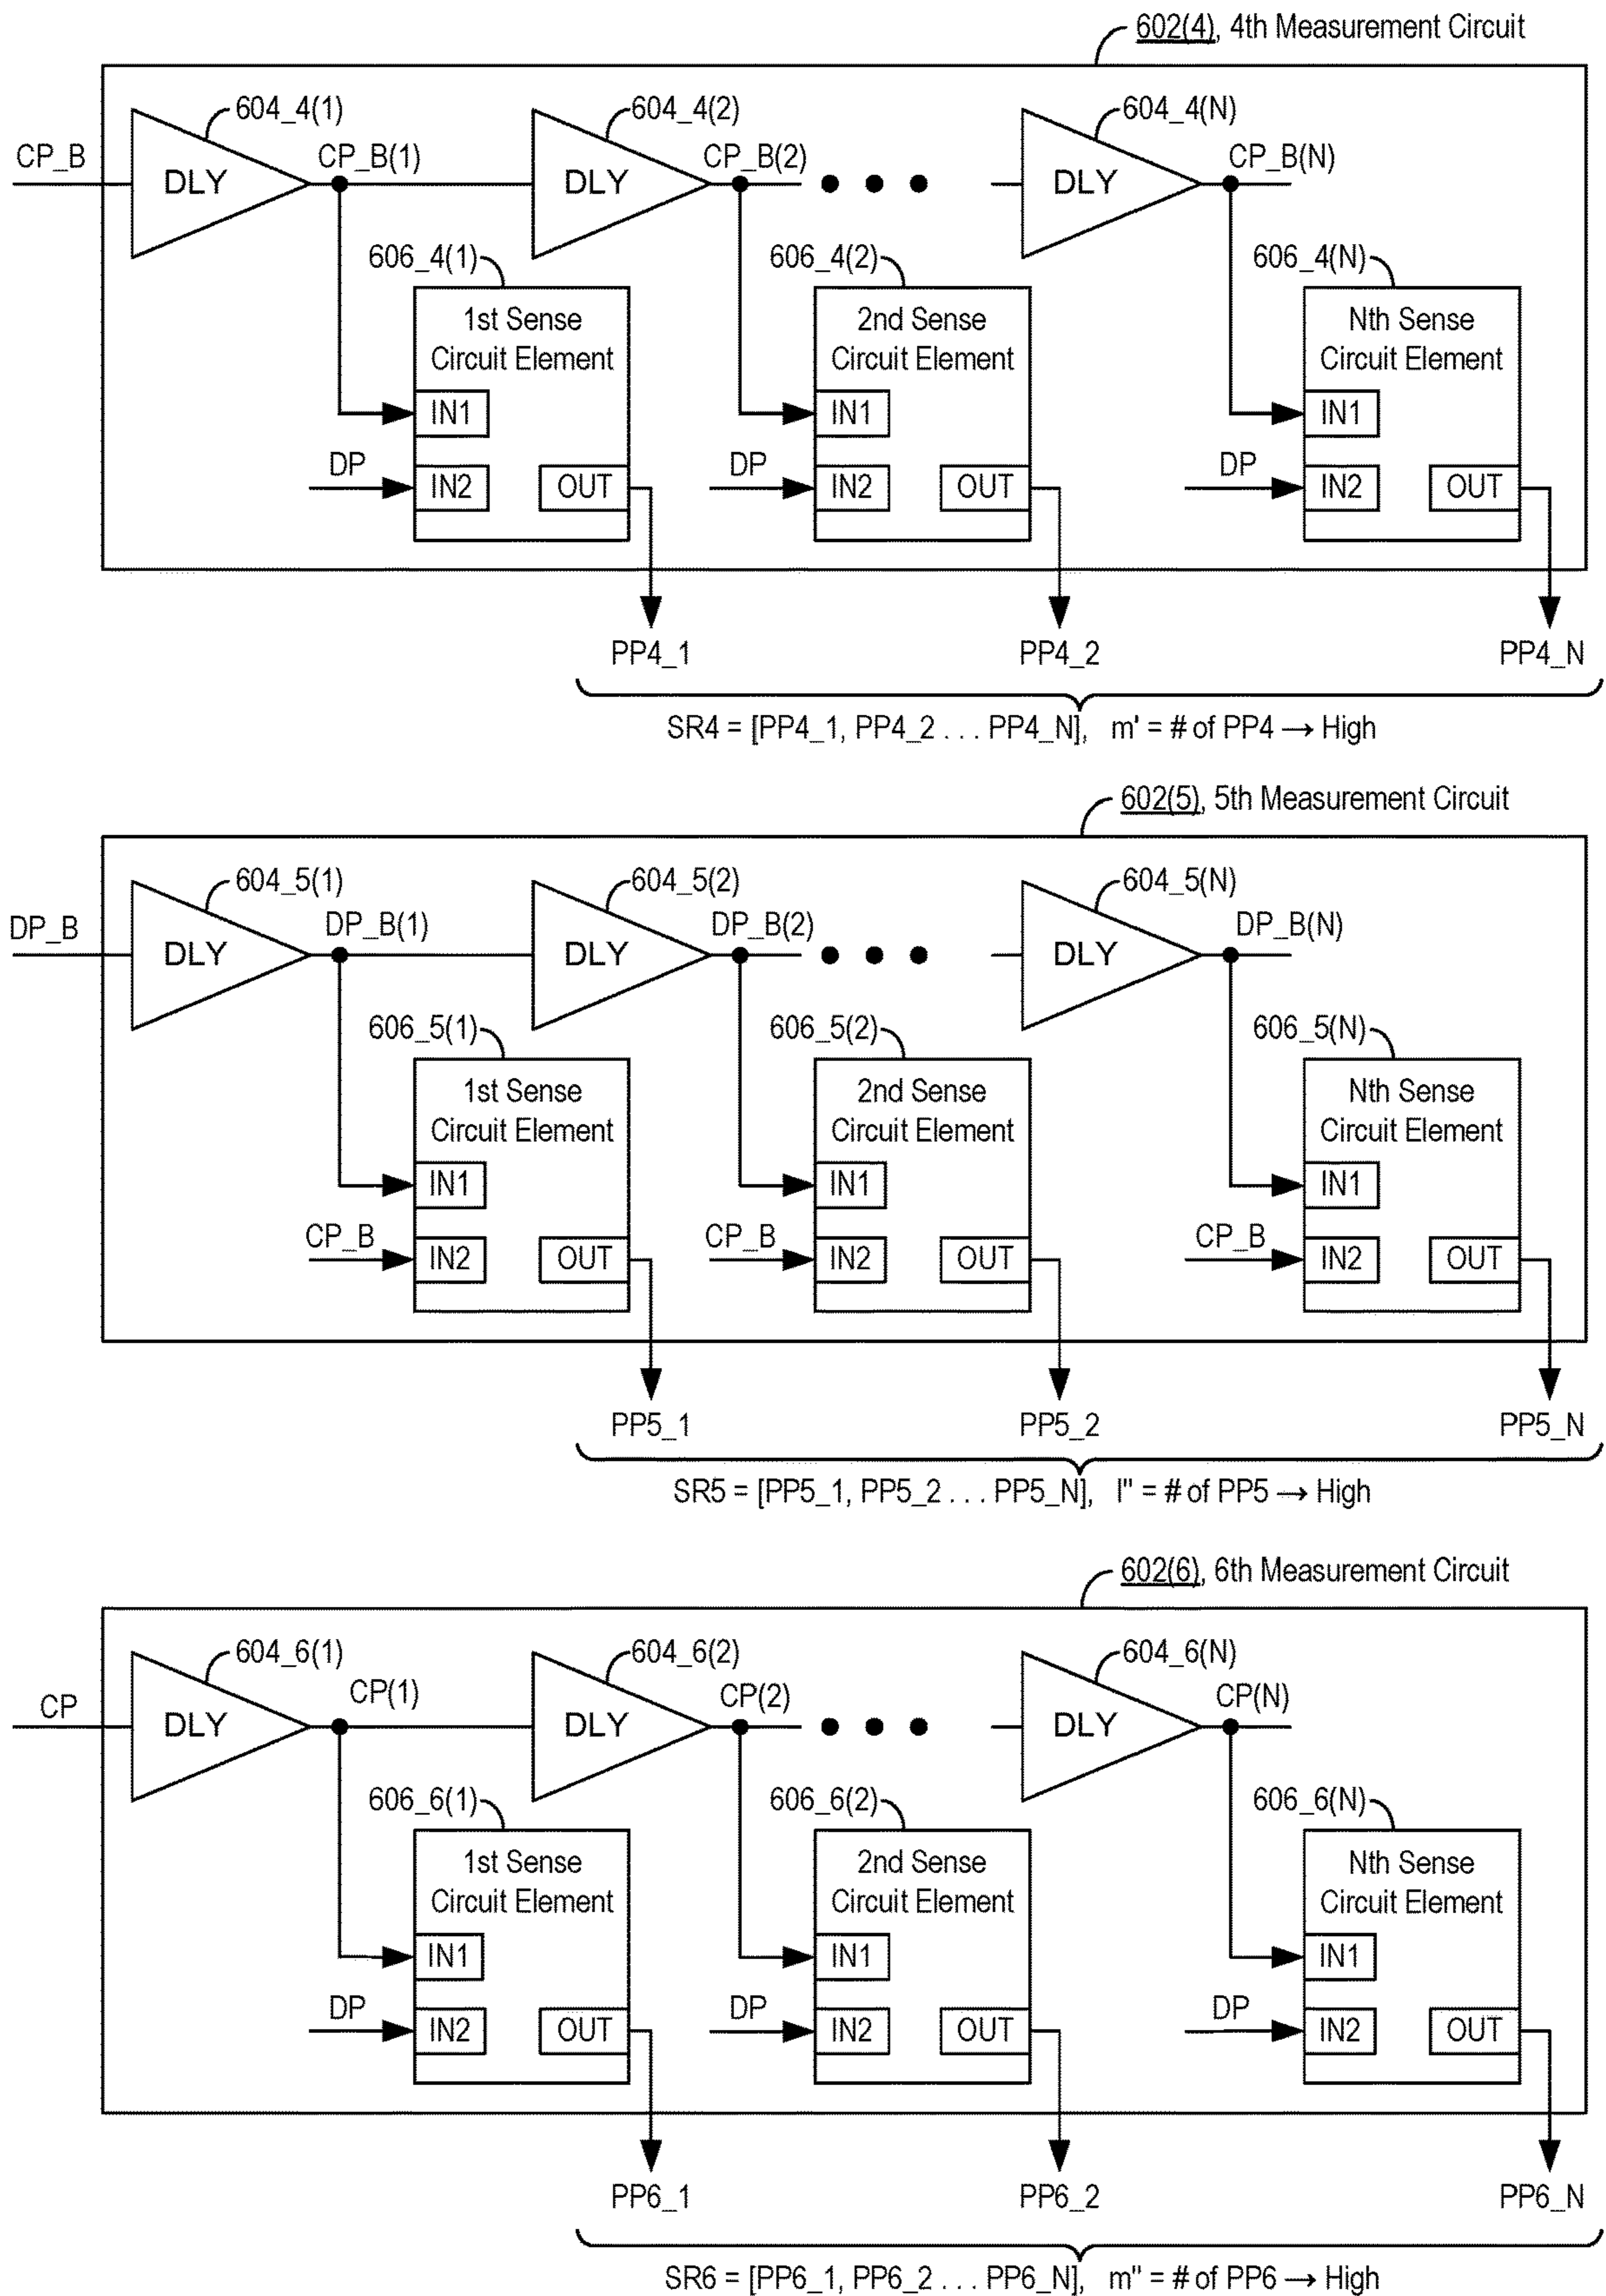 602(4), 4th Measurement Circuit
604_4(1) 604_4(2) 604_4(N)
CP_B CP_B(1) CP_B(2) CP_B(N)
DLY DLY DLY
606_4(1) 606_4(2) 606_4(N)
1st Sense 2nd Sense Nth Sense
Circuit Element Circuit Element Circuit Element
IN1 IN1 IN1
DP DP DP
IN2 OUT IN2 OUT IN2 OUT
PP4_1 PP4_2 PP4_N
SR4 = [PP4_1, PP4_2 . . . PP4_N], m' = # of PP4 → High
602(5), 5th Measurement Circuit
604_5(1) 604_5(2) 604_5(N)
DP_B DP_B(1) DP_B(2) DP_B(N)
DLY DLY DLY
606_5(1) 606_5(2) 606_5(N)
1st Sense 2nd Sense Nth Sense
Circuit Element Circuit Element Circuit Element
IN1 IN1 IN1
CP_B CP_B CP_B
IN2 OUT IN2 OUT IN2 OUT
PP5_1 PP5_2 PP5_N
SR5 = [PP5_1, PP5_2 . . . PP5_N], l" = # of PP5 → High
602(6), 6th Measurement Circuit
604_6(1) 604_6(2) 604_6(N)
CP CP(1) CP(2) CP(N)
DLY DLY DLY
606_6(1) 606_6(2) 606_6(N)
1st Sense 2nd Sense Nth Sense
Circuit Element Circuit Element Circuit Element
IN1 IN1 IN1
DP DP DP
IN2 OUT IN2 OUT IN2 OUT
PP6_1 PP6_2 PP6_N
SR6 = [PP6_1, PP6_2 . . . PP6_N], m" = # of PP6 → High